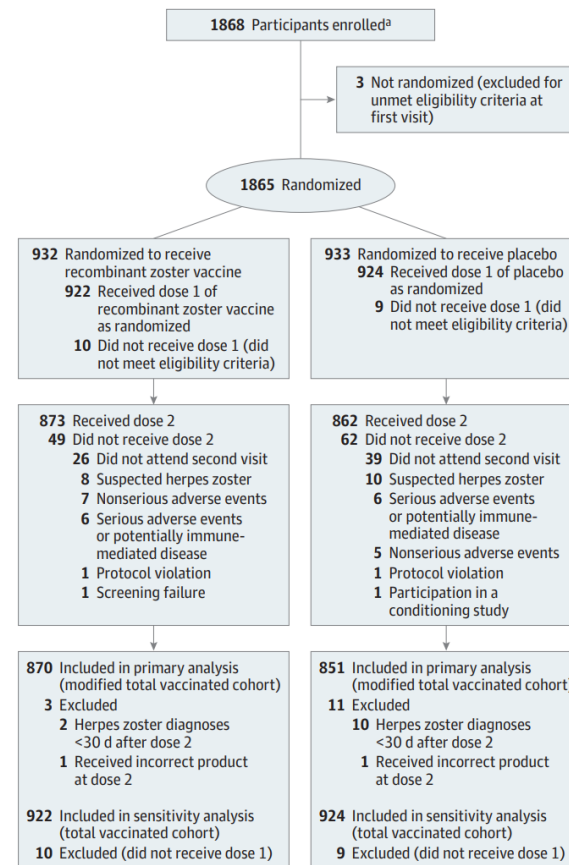 1868 Participants enrolledª
3 Not randomized (excluded for
unmet eligibility criteria at
first visit)
1865 Randomized
932 Randomized to receive
recombinant zoster vaccine
922 Received dose 1 of
recombinant zoster vaccine
as randomized
10 Did not receive dose 1 (did
not meet eligibility criteria)
933 Randomized to receive placebo
924 Received dose 1 of placebo
as randomized
9 Did not receive dose 1 (did
not meet eligibility criteria)
873 Received dose 2
49 Did not receive dose 2
26 Did not attend second visit
8 Suspected herpes zoster
7 Nonserious adverse events
6 Serious adverse events
or potentially immune-
mediated disease
1 Protocol violation
1 Screening failure
862 Received dose 2
62 Did not receive dose 2
39 Did not attend second visit
10 Suspected herpes zoster
6 Serious adverse events
or potentially immune-
mediated disease
5 Nonserious adverse events
1 Protocol violation
1 Participation in a
conditioning study
870 Included in primary analysis
(modified total vaccinated cohort)
3 Excluded
2 Herpes zoster diagnoses
<30 d after dose 2
1 Received incorrect product
at dose 2
922 Included in sensitivity analysis
(total vaccinated cohort)
10 Excluded (did not receive dose 1)
851 Included in primary analysis
(modified total vaccinated cohort)
11 Excluded
10 Herpes zoster diagnoses
<30 d after dose 2
1 Received incorrect product
at dose 2
924 Included in sensitivity analysis
(total vaccinated cohort)
9 Excluded (did not receive dose 1)